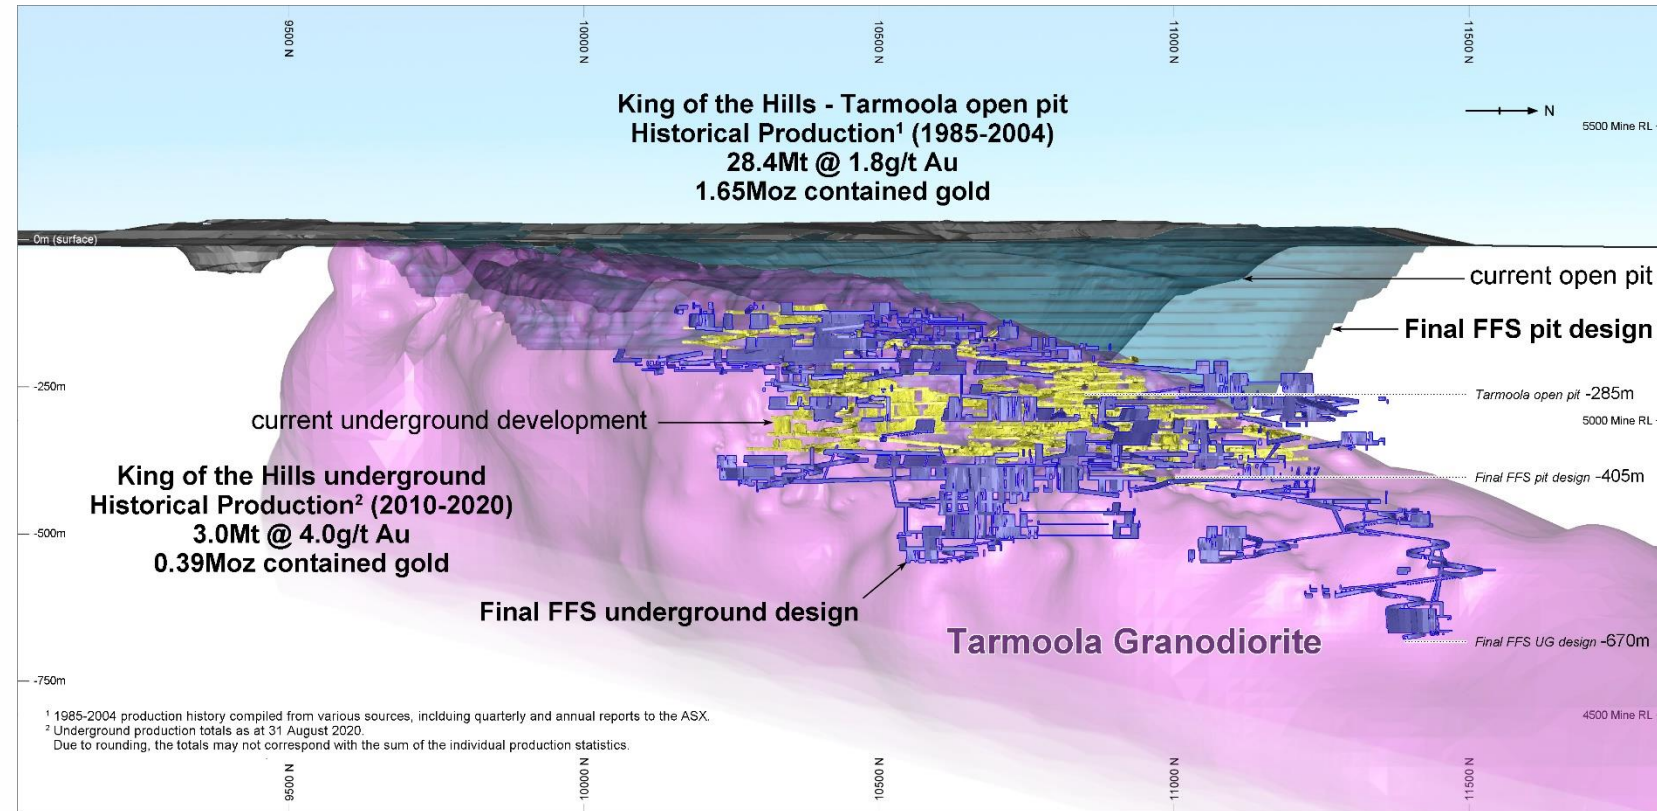 9500 N
10000 N
10500 N
11000 N
11500 N
King of the Hills - Tarmoola open pit
Historical Production¹ (1985-2004)
28.4Mt @ 1.8g/t Au
1.65Moz contained gold
N
5500 Mine RL
0m (surface)
current open pit
Final FFS pit design
-250m
Tarmoola open pit -285m
current underground development
5000 Mine RL
King of the Hills underground
Historical Production² (2010-2020)
3.0Mt @ 4.0g/t Au
0.39Moz contained gold
Final FFS pit design -405m
-500m
Final FFS underground design
Tarmoola Granodiorite
Final FFS UG design -670m
-750m
¹ 1985-2004 production history compiled from various sources, inclduing quarterly and annual reports to the ASX.
² Underground production totals as at 31 August 2020.
Due to rounding, the totals may not correspond with the sum of the individual production statistics.
4500 Mine RL
9500 N
10000 N
10500 N
11000 N
11500 N